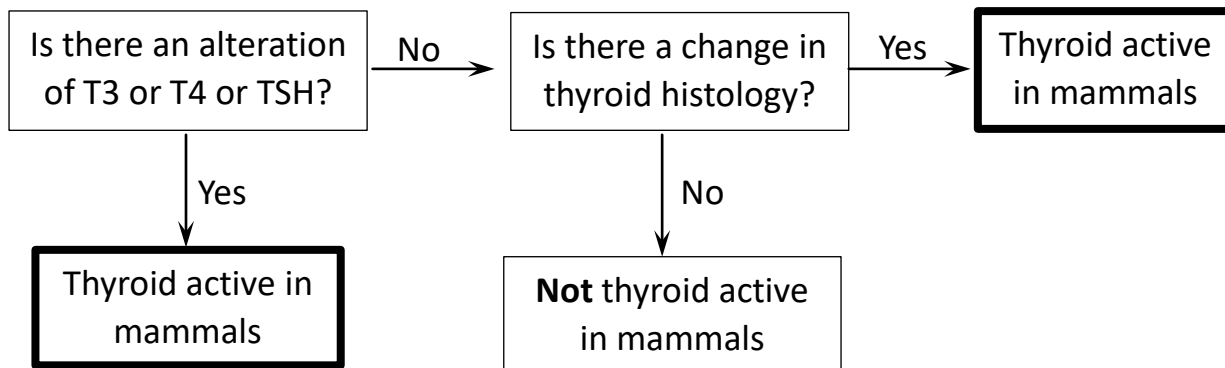 Is there an alteration
of T3 or T4 or TSH?
No
Is there a change in
thyroid histology?
Yes
Thyroid active
in mammals
Yes
No
Thyroid active in
mammals
Not thyroid active
in mammals